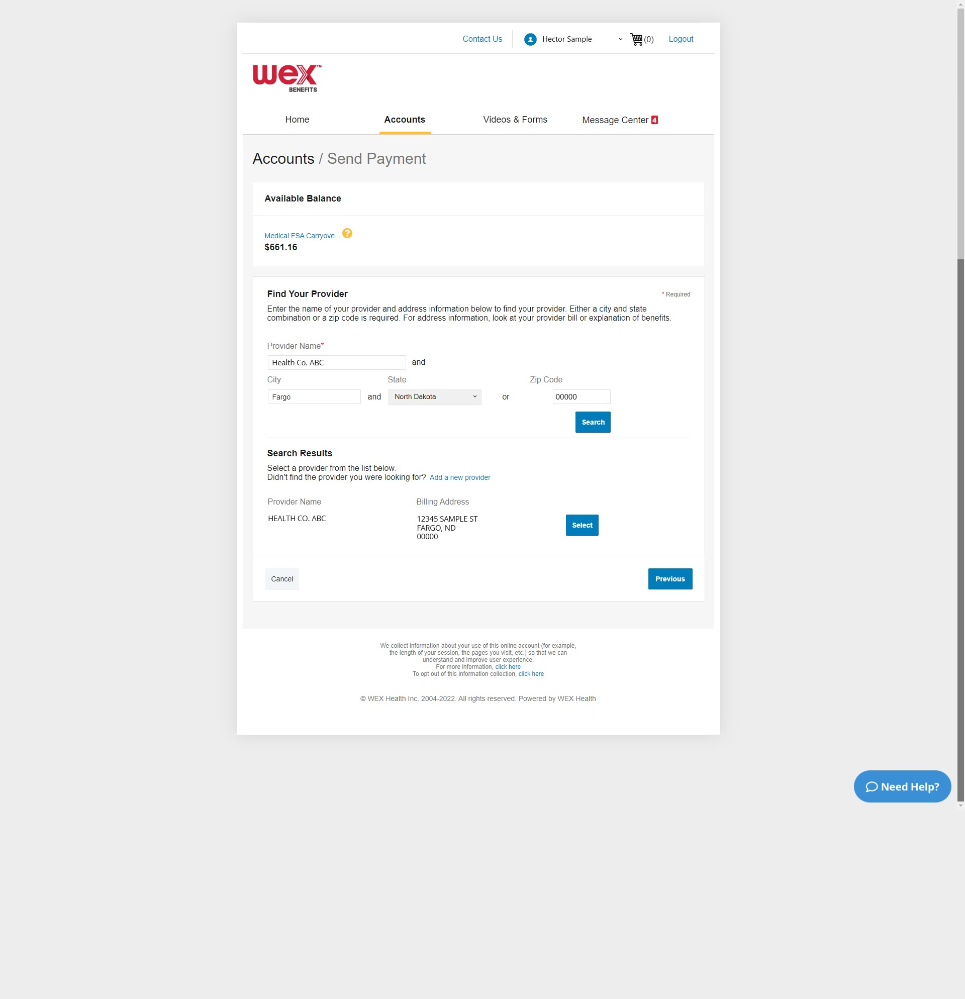 Contact Us Hector Sample (0) Logout
wex™
BENEFITS
Home Accounts Videos & Forms Message Center 4
Accounts / Send Payment
Available Balance
Medical FSA Carryove... ?
$661.16
Find Your Provider * Required
Enter the name of your provider and address information below to find your provider. Either a city and state
combination or a zip code is required. For address information, look at your provider bill or explanation of benefits.
Provider Name*
Health Co. ABC and
City State Zip Code
Fargo and North Dakota or 00000
Search
Search Results
Select a provider from the list below.
Didn't find the provider you were looking for? Add a new provider
Provider Name Billing Address
HEALTH CO. ABC 12345 SAMPLE ST
FARGO, ND
00000
Select
Cancel Previous
We collect information about your use of this online account (for example,
the length of your session, the pages you visit, etc.) so that we can
understand and improve user experience.
For more information, click here
To opt out of this information collection, click here
© WEX Health Inc. 2004-2022. All rights reserved. Powered by WEX Health
Need Help?